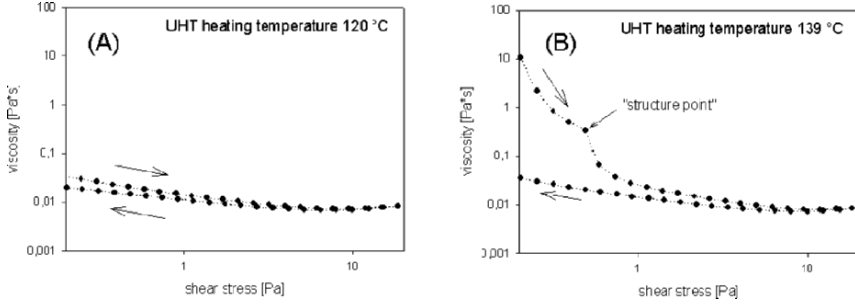 (A)
UHT heating temperature 120 °C
100
10
1
0,1
0,01
0,001
viscosity [Pa*s]
1
10
shear stress [Pa]
(B)
UHT heating temperature 139 °C
100
10
1
0,1
0,01
0,001
viscosity [Pa*s]
"structure point"
1
10
shear stress [Pa]